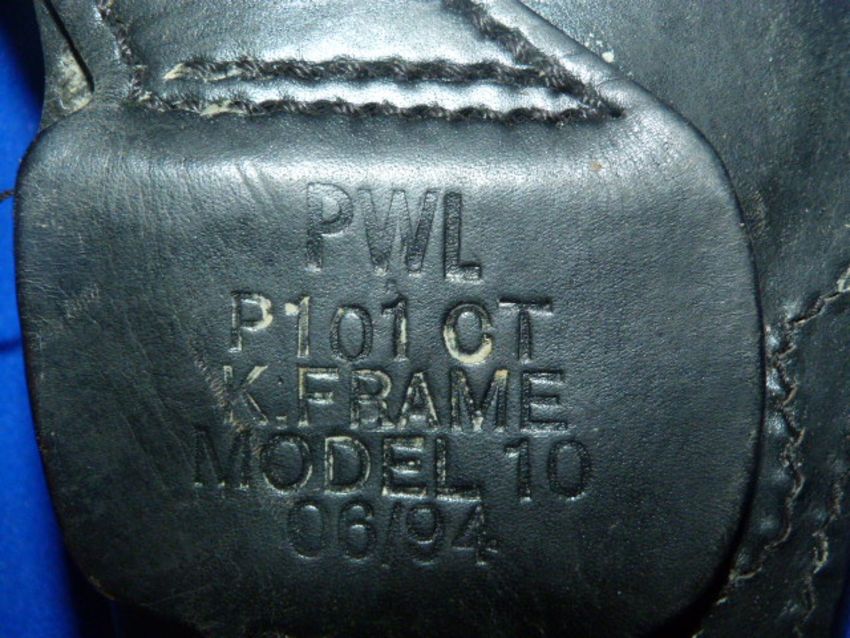 PWL
P101 CT
K.FRAME
MODEL 10
06/94